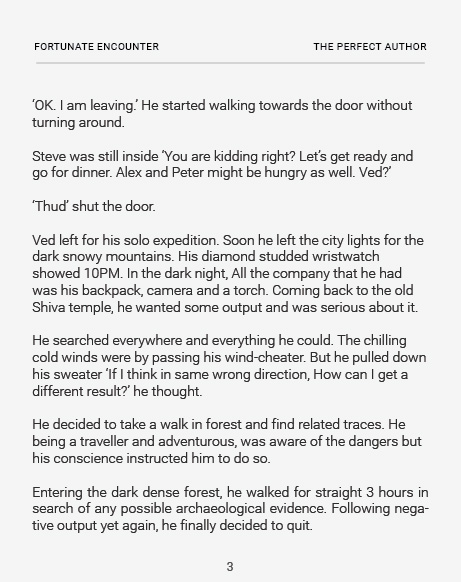 FORTUNATE ENCOUNTER THE PERFECT AUTHOR
‘OK. I am leaving.’ He started walking towards the door without
turning around.
Steve was still inside ‘You are kidding right? Let’s get ready and
go for dinner. Alex and Peter might be hungry as well. Ved?’
‘Thud’ shut the door.
Ved left for his solo expedition. Soon he left the city lights for the
dark snowy mountains. His diamond studded wristwatch
showed 10PM. In the dark night, All the company that he had
was his backpack, camera and a torch. Coming back to the old
Shiva temple, he wanted some output and was serious about it.
He searched everywhere and everything he could. The chilling
cold winds were by passing his wind-cheater. But he pulled down
his sweater ‘If I think in same wrong direction, How can I get a
different result?’ he thought.
He decided to take a walk in forest and find related traces. He
being a traveller and adventurous, was aware of the dangers but
his conscience instructed him to do so.
Entering the dark dense forest, he walked for straight 3 hours in
search of any possible archaeological evidence. Following nega-
tive output yet again, he finally decided to quit.
3